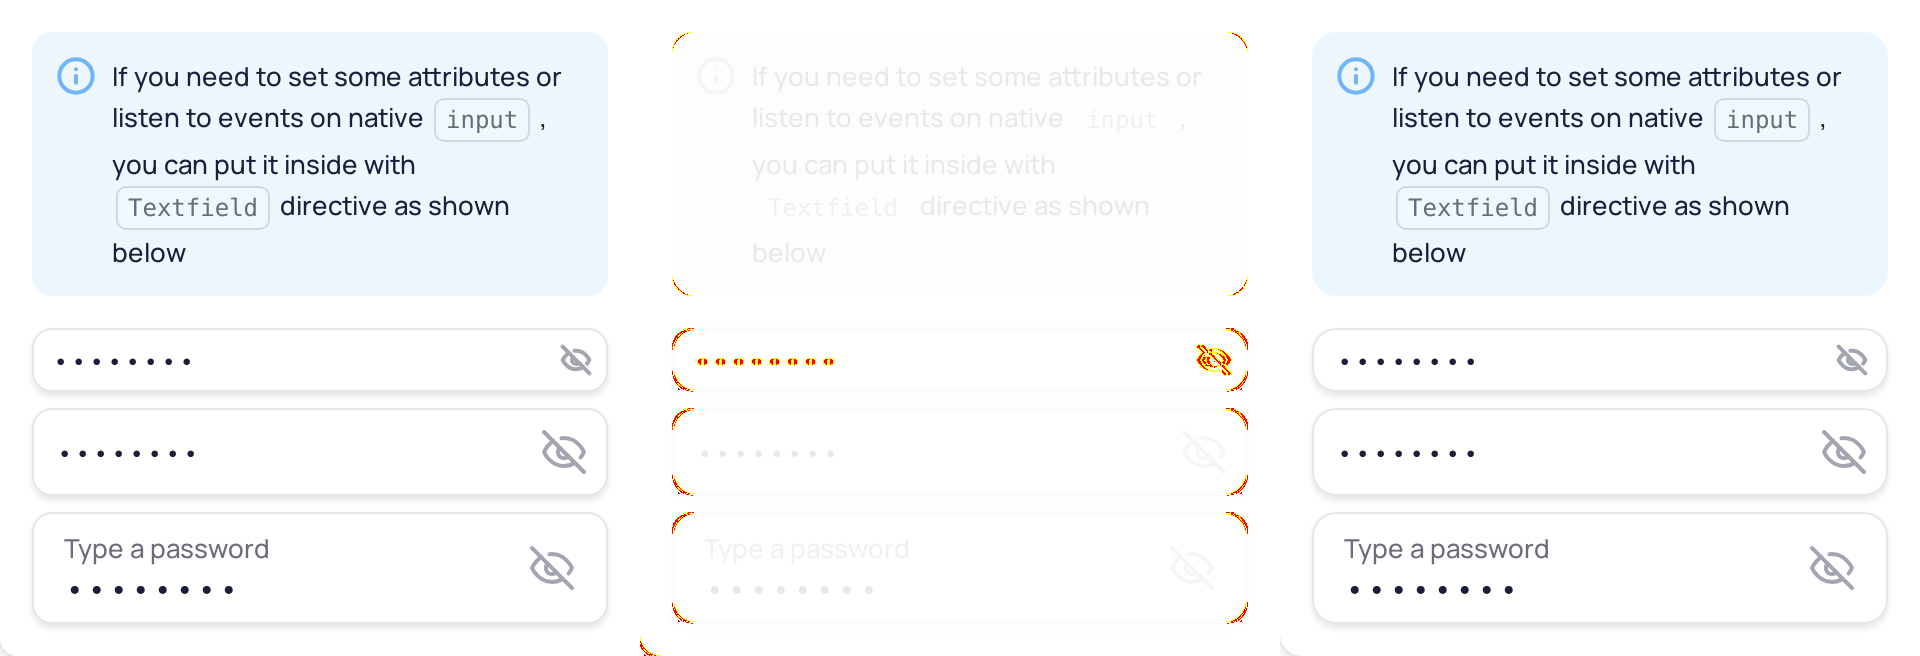 If you need to set some attributes or
listen to events on native input ,
you can put it inside with
Textfield directive as shown
below
••••••••
••••••••
Type a password
••••••••
If you need to set some attributes or
listen to events on native input ,
you can put it inside with
Textfield directive as shown
below
••••••••
••••••••
Type a password
••••••••
If you need to set some attributes or
listen to events on native input ,
you can put it inside with
Textfield directive as shown
below
••••••••
••••••••
Type a password
••••••••